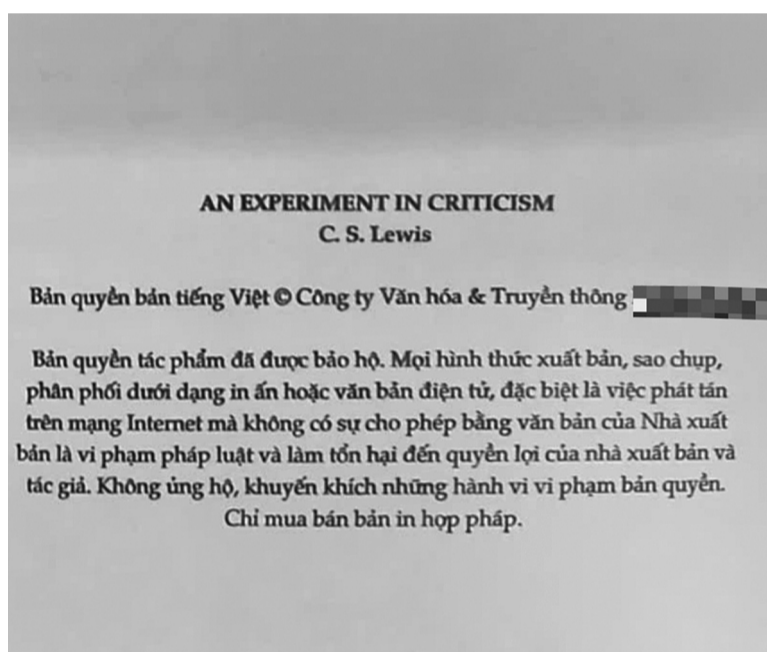 AN EXPERIMENT IN CRITICISM
C. S. Lewis
Bản quyền bản tiếng Việt © Công ty Văn hóa & Truyền thông
Bản quyền tác phẩm đã được bảo hộ. Mọi hình thức xuất bản, sao chụp,
phân phối dưới dạng in ấn hoặc văn bản điện tử, đặc biệt là việc phát tán
trên mạng Internet mà không có sự cho phép bằng văn bản của Nhà xuất
bản là vi phạm pháp luật và làm tổn hại đến quyền lợi của nhà xuất bản và
tác giả. Không ủng hộ, khuyến khích những hành vi vi phạm bản quyền.
Chỉ mua bán bản in hợp pháp.